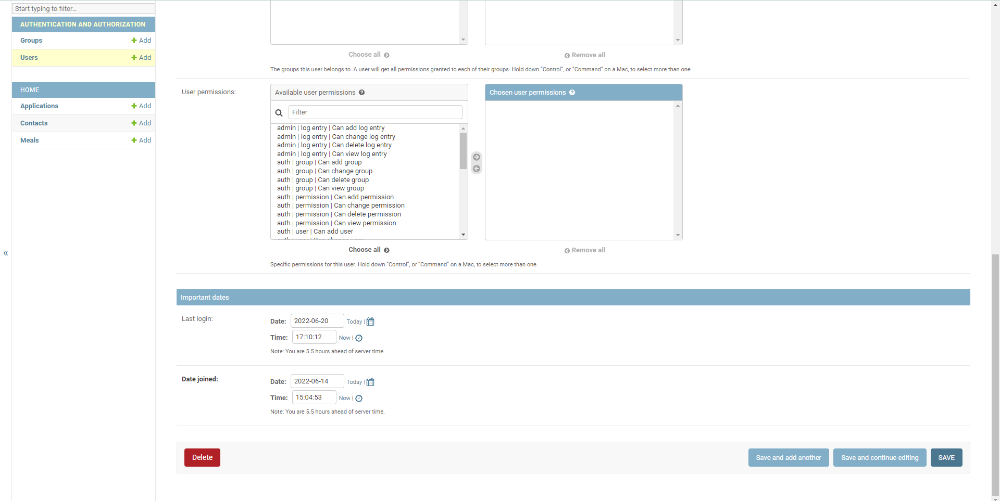 Start typing to filter...
AUTHENTICATION AND AUTHORIZATION
Groups + Add
Users + Add
HOME
Applications + Add
Contacts + Add
Meals + Add
«
Choose all
Remove all
The groups this user belongs to. A user will get all permissions granted to each of their groups. Hold down “Control”, or “Command” on a Mac, to select more than one.
User permissions:
Available user permissions ?
Filter
admin | log entry | Can add log entry
admin | log entry | Can change log entry
admin | log entry | Can delete log entry
admin | log entry | Can view log entry
auth | group | Can add group
auth | group | Can change group
auth | group | Can delete group
auth | group | Can view group
auth | permission | Can add permission
auth | permission | Can change permission
auth | permission | Can delete permission
auth | permission | Can view permission
auth | user | Can add user
auth | user | Can change user
Choose all
Chosen user permissions ?
Remove all
Specific permissions for this user. Hold down “Control”, or “Command” on a Mac, to select more than one.
Important dates
Last login:
Date: 2022-06-20 Today |
Time: 17:10:12 Now |
Note: You are 5.5 hours ahead of server time.
Date joined:
Date: 2022-06-14 Today |
Time: 15:04:53 Now |
Note: You are 5.5 hours ahead of server time.
Delete
Save and add another
Save and continue editing
SAVE